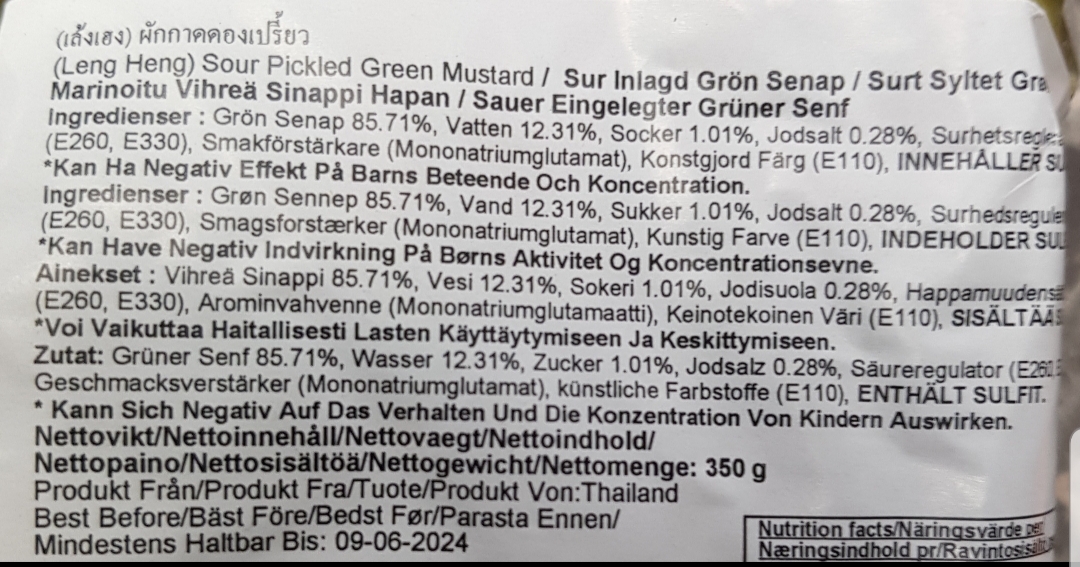 (เล้งเฮง) ผักกาดดองเปรี้ยว
(Leng Heng) Sour Pickled Green Mustard / Sur Inlagd Grön Senap / Surt Syltet
Marinoitu Vihreä Sinappi Hapan / Sauer Eingelegter Grüner Senf
Ingredienser : Grön Senap 85.71%, Vatten 12.31%, Socker 1.01%, Jodsalt 0.28%,
(E260, E330), Smakförstärkare (Mononatriumglutamat), Konstgjord Färg (E110), INNEHÅLLER
*Kan Ha Negativ Effekt På Barns Beteende Och Koncentration.
Ingredienser : Grøn Sennep 85.71%, Vand 12.31%, Sukker 1.01%, Jodsalt 0.28%,
(E260, E330), Smagsforstærker (Mononatriumglutamat), Kunstig Farve (E110), INDEHOLDER
*Kan Have Negativ Indvirkning På Børns Aktivitet Og Koncentrationsevne.
Ainekset : Vihreä Sinappi 85.71%, Vesi 12.31%, Sokeri 1.01%, Jodisuola 0.28%,
(E260, E330), Arominvahvenne (Mononatriumglutamaatti), Keinotekoinen Väri (E110),
*Voi Vaikuttaa Haitallisesti Lasten Käyttäytymiseen Ja Keskittymiseen.
Zutat: Grüner Senf 85.71%, Wasser 12.31%, Zucker 1.01%, Jodsalz 0.28%, Säureregulator (E260
Geschmacksverstärker (Mononatriumglutamat), künstliche Farbstoffe (E110), ENTHÄLT SULFIT.
* Kann Sich Negativ Auf Das Verhalten Und Die Konzentration Von Kindern Auswirken.
Nettovikt/Nettoinnehåll/Nettovaegt/Nettoindhold/
Nettopaino/Nettosisältöä/Nettogewicht/Nettomenge: 350 g
Produkt Från/Produkt Fra/Tuote/Produkt Von:Thailand
Best Before/Bäst Före/Bedst Før/Parasta Ennen/
Mindestens Haltbar Bis: 09-06-2024
Nutrition facts/Näringsvärde per
Næringsindhold